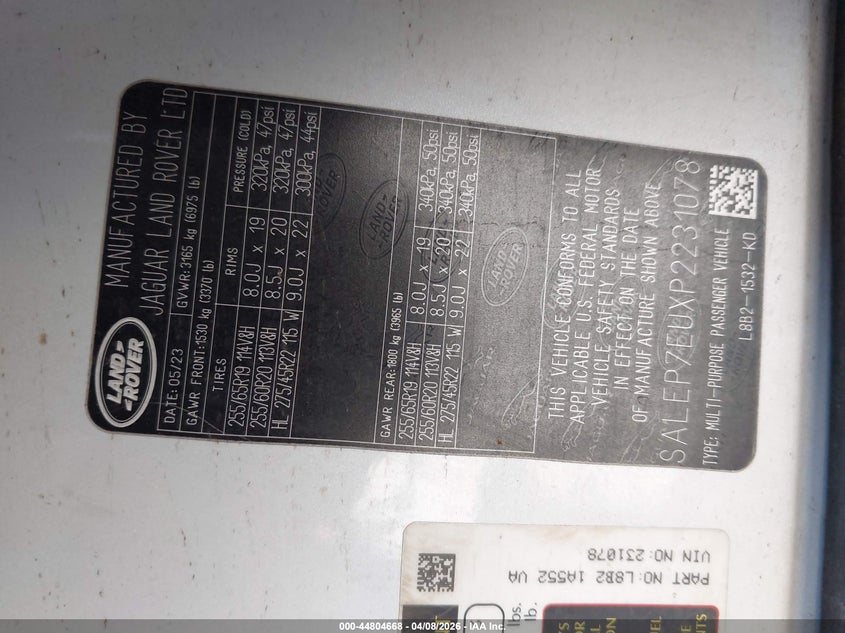 LAND-
ROVER
MANUFACTURED BY
JAGUAR LAND ROVER LTD
DATE: 05/23
GVWR: 3165 kg (6975 lb)
GAWR FRONT: 1530 kg (3370 lb)
TIRES RIMS PRESSURE (COLD)
255/65R19 114V&H 8.0J x 19 320kPa, 47psi
255/60R20 113V&H 8.5J x 20 320kPa, 47psi
HL 275/45R22 115 W 9.0J x 22 300kPa, 44psi
GAWR REAR: 1800 kg (3965 lb)
255/65R19 114V&H 8.0J x 19 340kPa, 50psi
255/60R20 113V&H 8.5J x 20 340kPa, 50psi
HL 275/45R22 115 W 9.0J x 22 340kPa, 50psi
THIS VEHICLE CONFORMS TO ALL
APPLICABLE U.S. FEDERAL MOTOR
VEHICLE SAFETY STANDARDS
IN EFFECT ON THE DATE
OF MANUFACTURE SHOWN ABOVE
SALEP7EUXP2231078
TYPE: MULTI-PURPOSE PASSENGER VEHICLE
L8B2-1532-KD
PART NO: L8B2 1A552 VA
VIN NO: 231078
lbs.
lb.
000-44804668 - 04/08/2026 - IAA Inc.